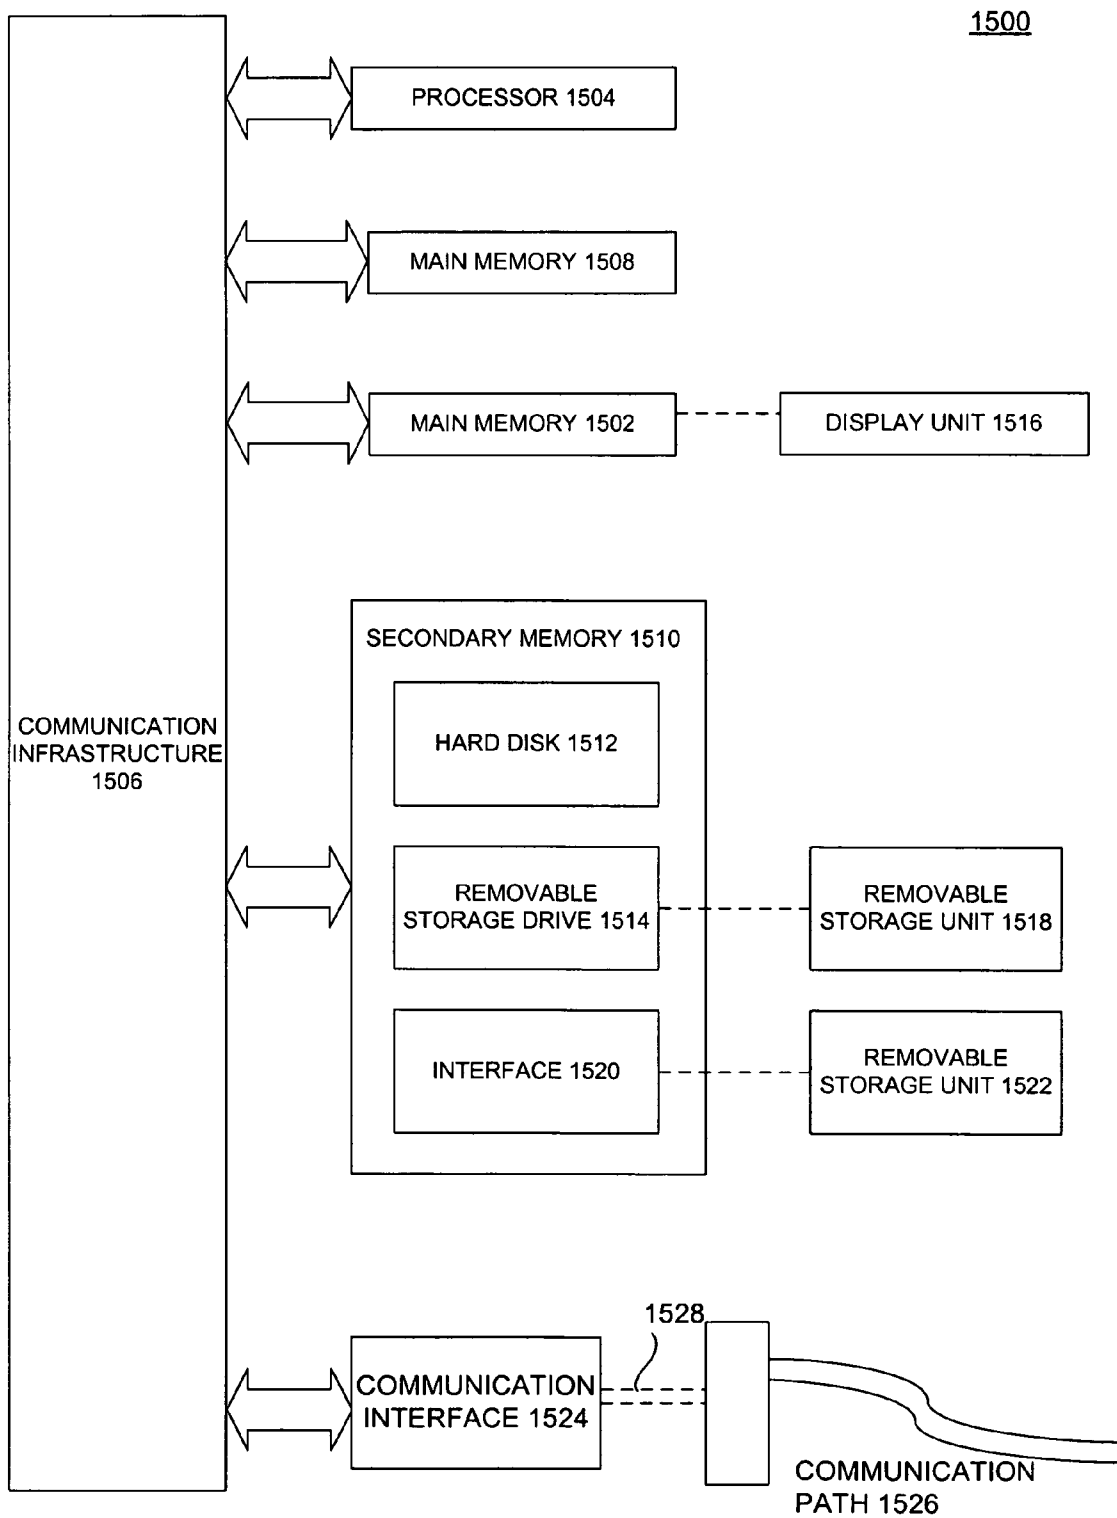 1500
PROCESSOR 1504
MAIN MEMORY 1508
MAIN MEMORY 1502
DISPLAY UNIT 1516
SECONDARY MEMORY 1510
HARD DISK 1512
COMMUNICATION
INFRASTRUCTURE
1506
REMOVABLE
STORAGE DRIVE 1514
REMOVABLE
STORAGE UNIT 1518
INTERFACE 1520
REMOVABLE
STORAGE UNIT 1522
1528
COMMUNICATION
INTERFACE 1524
COMMUNICATION
PATH 1526